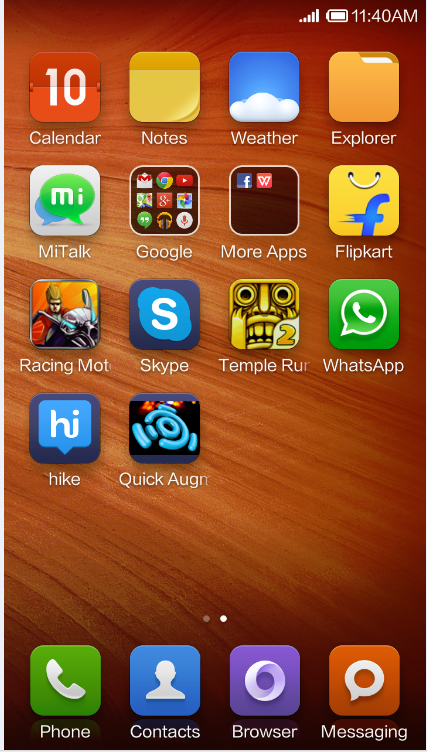 11:40AM
10
Calendar
Notes
Weather
Explorer
mi
MiTalk
Google
More Apps
f
Flipkart
Racing Mot
S
Skype
2
Temple Rur
WhatsApp
hi
hike
Quick Augn
Phone
Contacts
Browser
Messaging